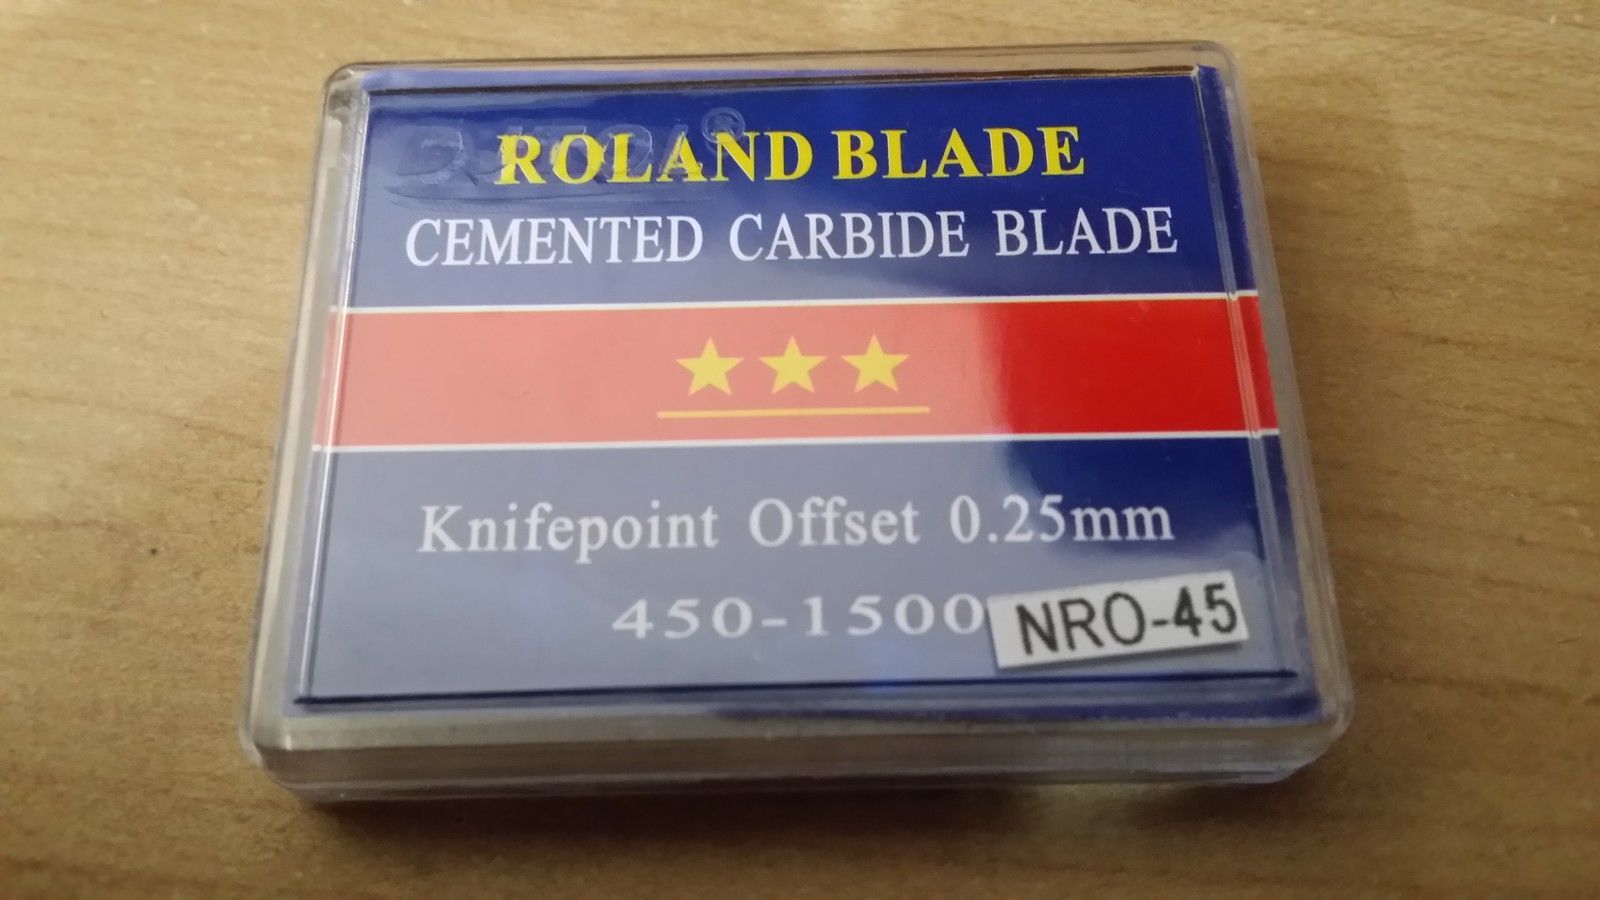 ROLAND BLADE
CEMENTED CARBIDE BLADE
Knifepoint Offset 0.25mm
450-1500
NRO-45